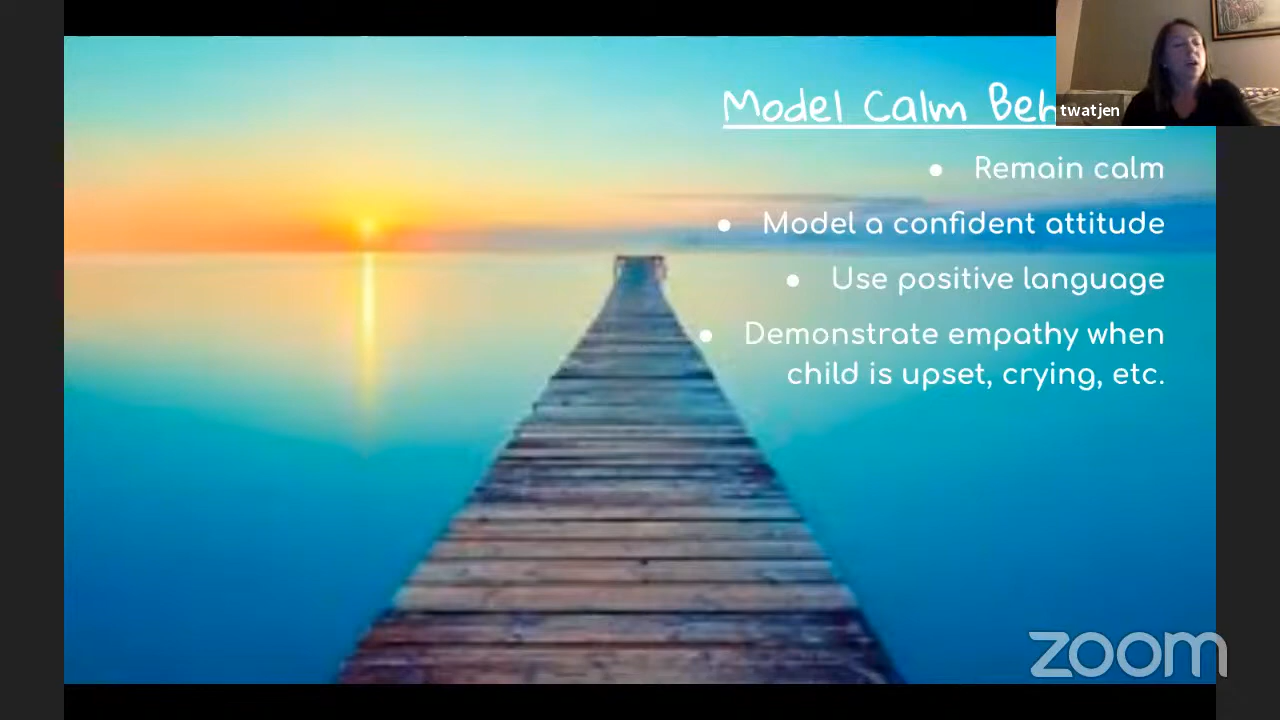 Model Calm Beh
twatjen
Remain calm
Model a confident attitude
Use positive language
Demonstrate empathy when
child is upset, crying, etc.
zoom